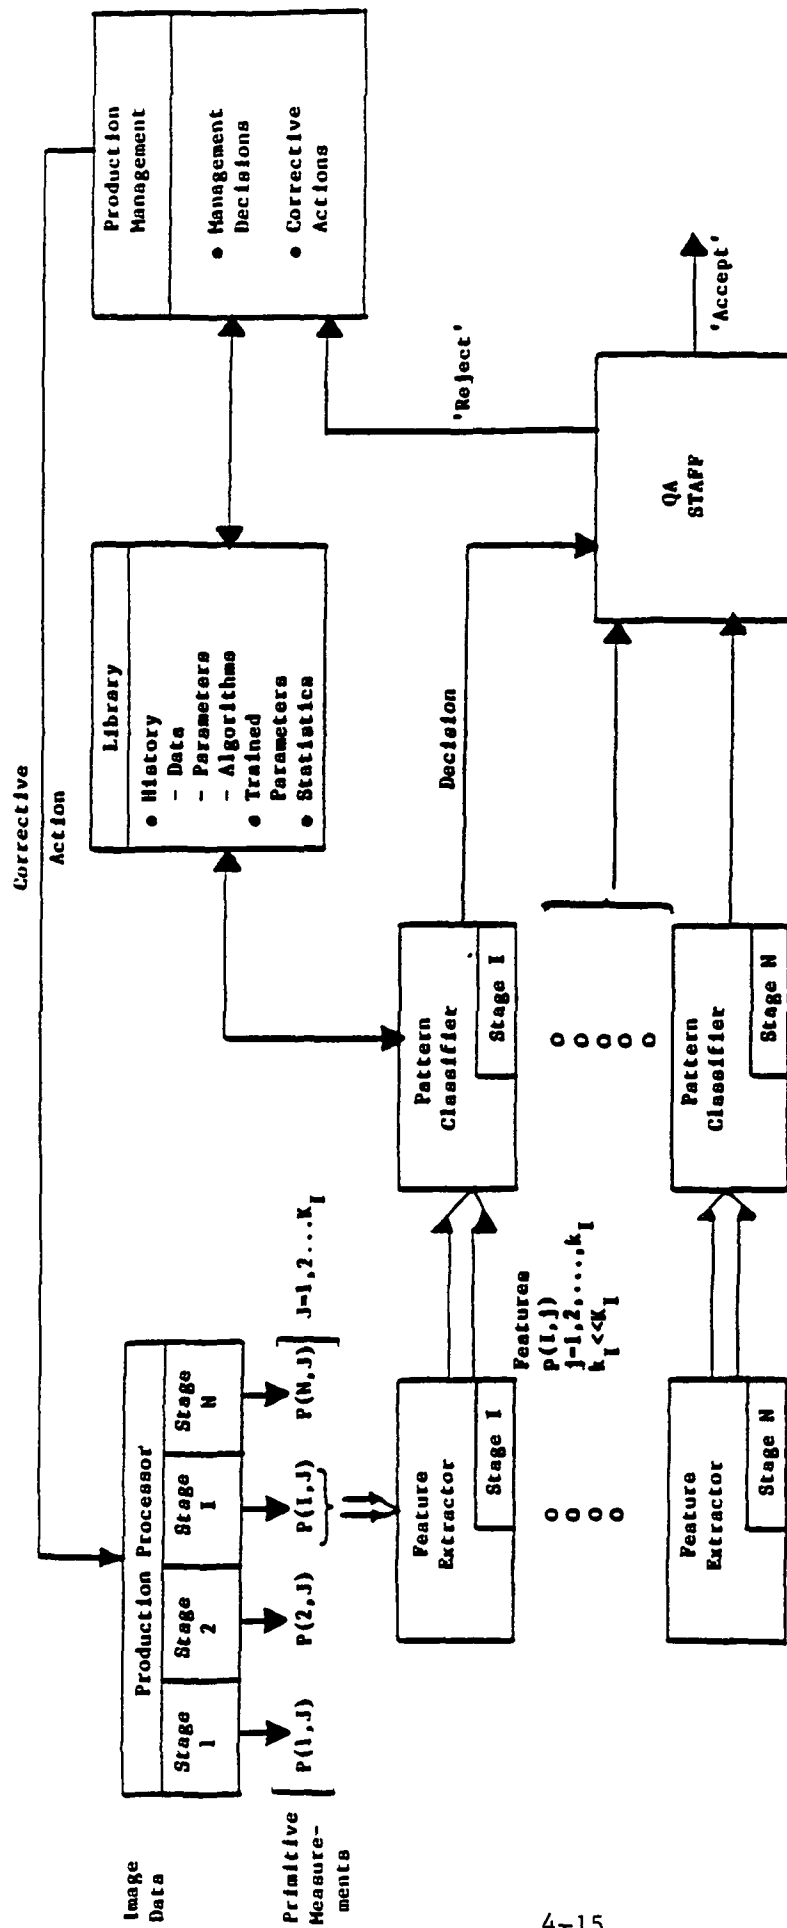 Corrective
Action
Image
Data
Production Processor
Stage
1
Stage
2
Stage
I
Stage
N
Primitive
Measure-
ments
P(1,J)
P(2,J)
P(I,J)
P(N,J)
J=1,2...K_I
Library
● History
- Data
- Parameters
- Algorithms
● Trained
Parameters
● Statistics
Production
Management
● Management
Decisions
● Corrective
Actions
Feature
Extractor
Stage I
Features
p(I,j)
j=1,2,...,k_I
k_I<<K_I
Pattern
Classifier
Stage I
Decision
'Reject'
QA
STAFF
'Accept'
Feature
Extractor
Stage N
Pattern
Classifier
Stage N
4-15